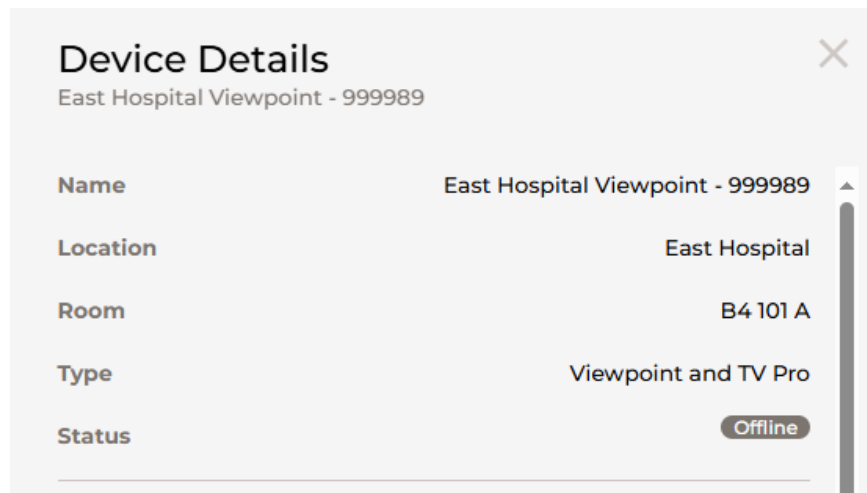 Device Details
East Hospital Viewpoint - 999989
Name East Hospital Viewpoint - 999989
Location East Hospital
Room B4 101 A
Type Viewpoint and TV Pro
Status Offline